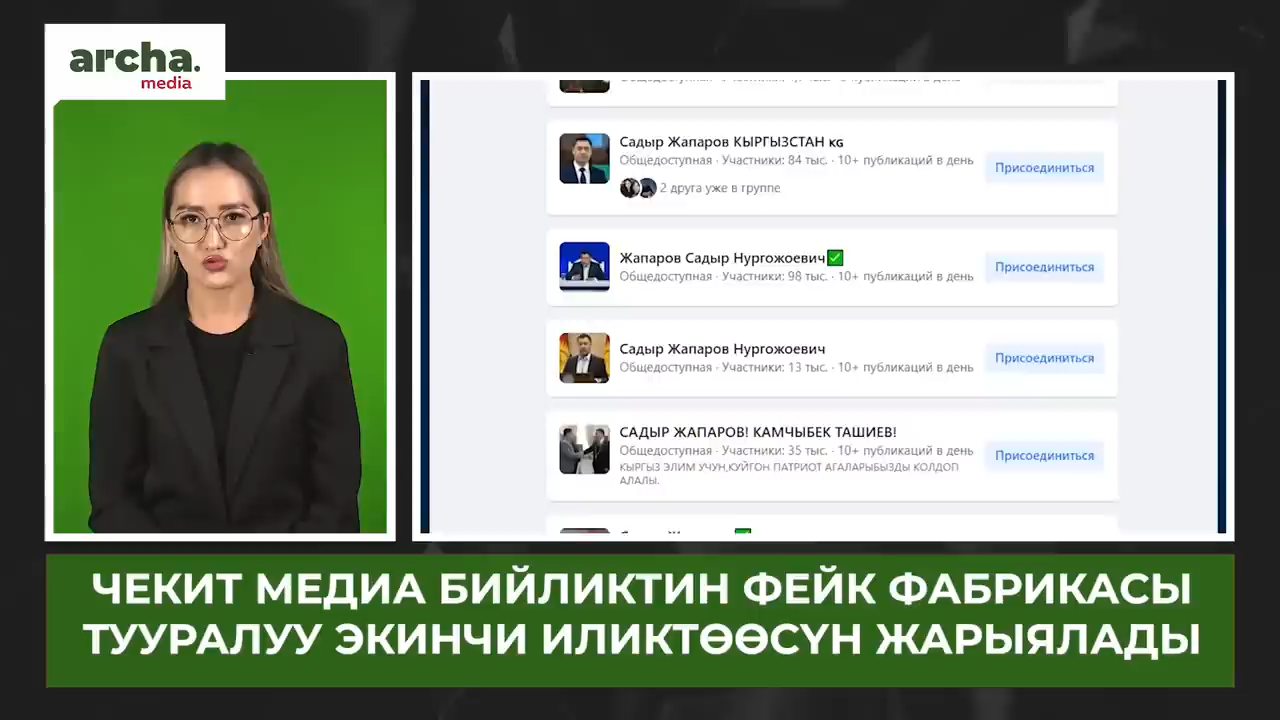 archa.
media
Садыр Жапаров КЫРГЫЗСТАН KG
Общедоступная · Участники: 84 тыс. · 10+ публикаций в день
2 друга уже в группе
Присоединиться
Жапаров Садыр Нургожоевич✅
Общедоступная · Участники: 98 тыс. · 10+ публикаций в день
Присоединиться
Садыр Жапаров Нургожоевич
Общедоступная · Участники: 13 тыс. · 10+ публикаций в день
Присоединиться
САДЫР ЖАПАРОВ! КАМЧЫБЕК ТАШИЕВ!
Общедоступная · Участники: 35 тыс. · 10+ публикаций в день
КЫРГЫЗ ЭЛИМ УЧУН,КУЙГОН ПАТРИОТ АГАЛАРЫБЫЗДЫ КОЛДОП
АЛАЛЫ.
Присоединиться
ЧЕКИТ МЕДИА БИЙЛИКТИН ФЕЙК ФАБРИКАСЫ
ТУУРАЛУУ ЭКИНЧИ ИЛИКТӨӨСҮН ЖАРЫЯЛАДЫ